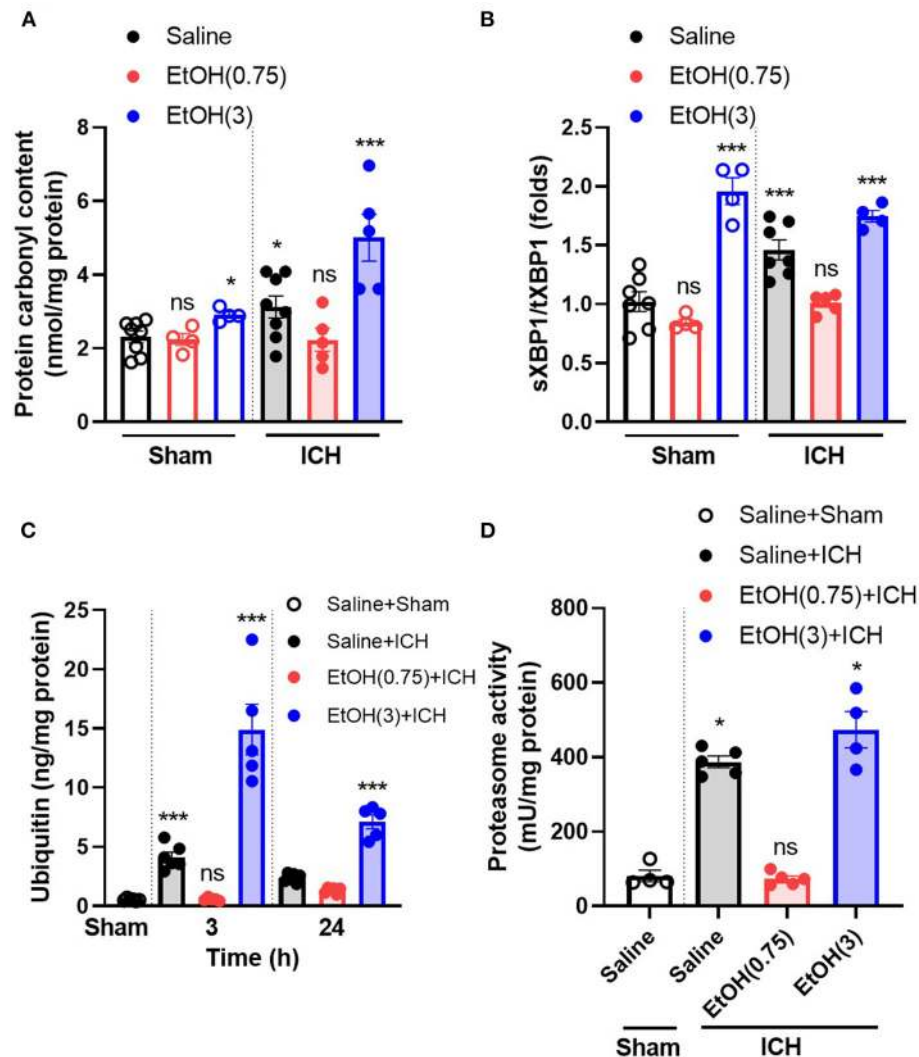 A
Saline
EtOH(0.75)
EtOH(3)
Protein carbonyl content
(nmol/mg protein)
8
6
4
2
0
ns
*
*
ns
***
Sham
ICH
B
Saline
EtOH(0.75)
EtOH(3)
sXBP1/tXBP1 (folds)
2.5
2.0
1.5
1.0
0.5
0.0
ns
***
***
ns
***
Sham
ICH
C
Saline+Sham
Saline+ICH
EtOH(0.75)+ICH
EtOH(3)+ICH
Ubiquitin (ng/mg protein)
25
20
15
10
5
0
***
ns
***
***
Sham
3
24
Time (h)
D
Saline+Sham
Saline+ICH
EtOH(0.75)+ICH
EtOH(3)+ICH
Proteasome activity
(mU/mg protein)
800
600
400
200
0
*
ns
*
Saline
Saline
EtOH(0.75)
EtOH(3)
Sham
ICH